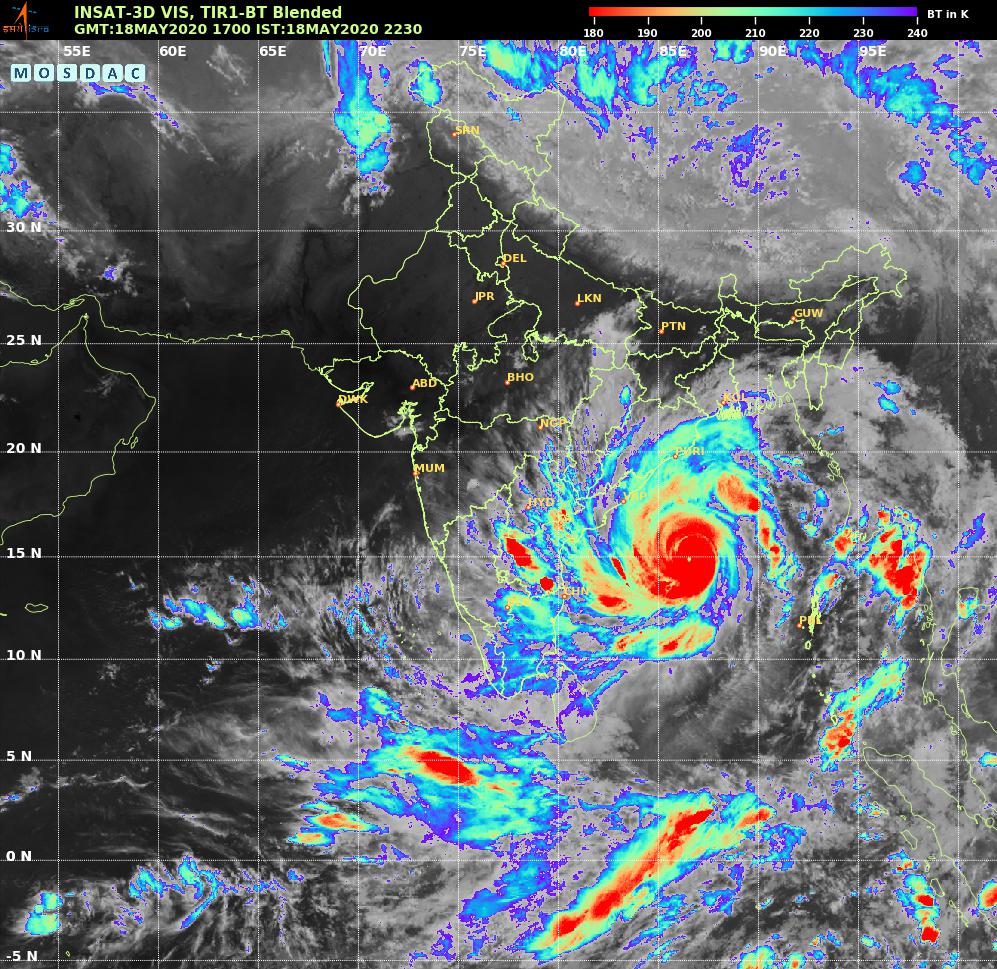 INSAT-3D VIS, TIR1-BT Blended
GMT:18MAY2020 1700 IST:18MAY2020 2230
BT in K
180 190 200 210 220 230 240
55E 60E 65E 70E 75E 80E 85E 90E 95E
MOSDAC
SRN
30 N
DEL
JPR
LKN
GUW
PTN
25 N
BHO
ABD
DWK
KOL
NGP
20 N
PURI
MUM
VKP
HYD
15 N
CHN
PBL
10 N
5 N
0 N
-5 N